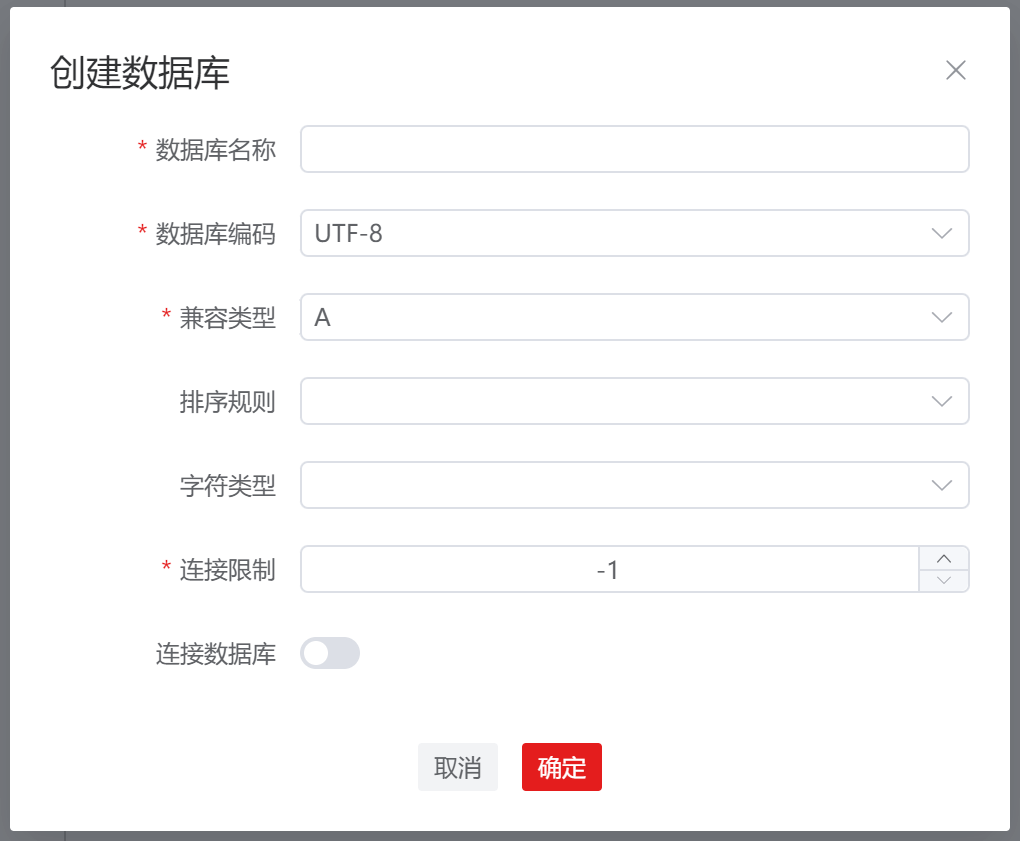 创建数据库
* 数据库名称
* 数据库编码 UTF-8
* 兼容类型 A
排序规则
字符类型
* 连接限制 -1
连接数据库
取消 确定